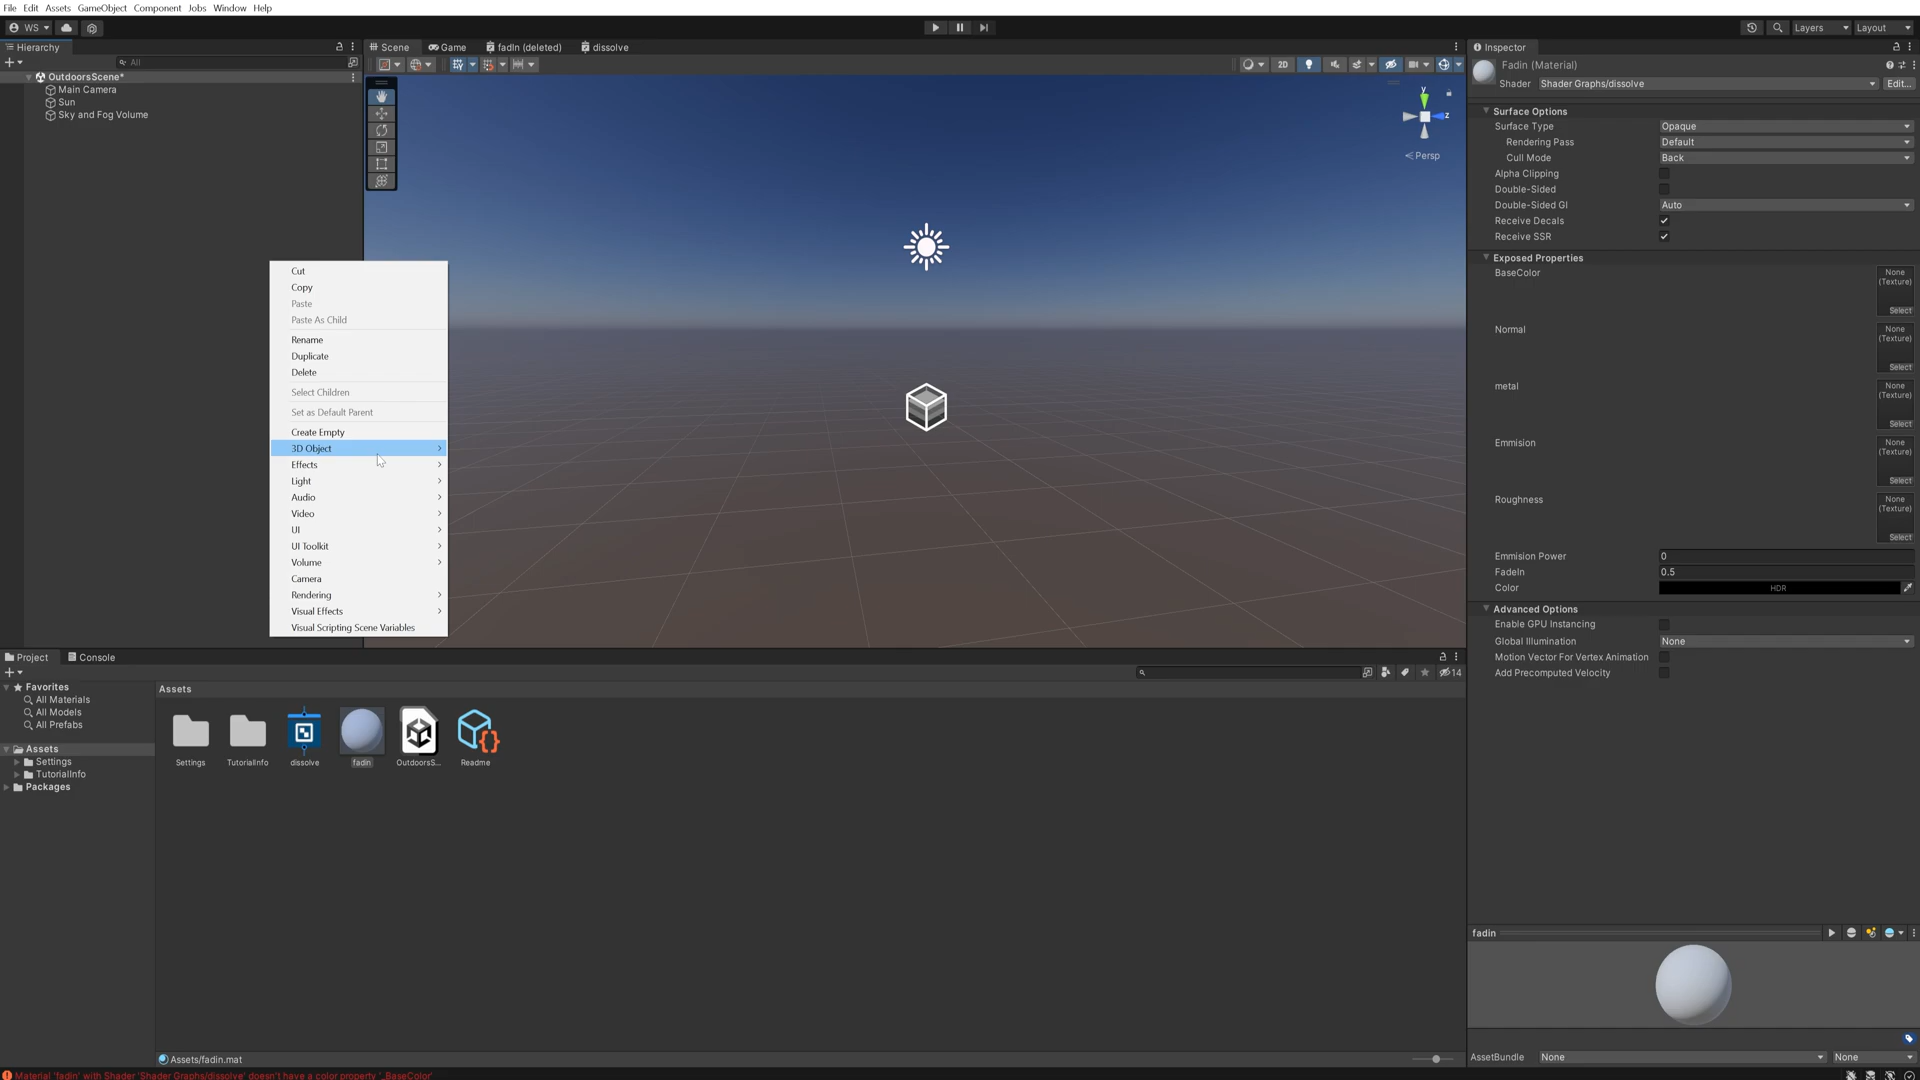 File Edit Assets GameObject Component Jobs Window Help
WS
Layers Layout
Hierarchy
All
OutdoorsScene*
Main Camera
Sun
Sky and Fog Volume
Scene Game fadIn (deleted) dissolve
2D
y
z
Persp
Cut
Copy
Paste
Paste As Child
Rename
Duplicate
Delete
Select Children
Set as Default Parent
Create Empty
3D Object
Effects
Light
Audio
Video
UI
UI Toolkit
Volume
Camera
Rendering
Visual Effects
Visual Scripting Scene Variables
Inspector
Fadin (Material)
Shader Shader Graphs/dissolve Edit...
Surface Options
Surface Type Opaque
Rendering Pass Default
Cull Mode Back
Alpha Clipping
Double-Sided
Double-Sided GI Auto
Receive Decals
Receive SSR
Exposed Properties
BaseColor None (Texture) Select
Normal None (Texture) Select
metal None (Texture) Select
Emmision None (Texture) Select
Roughness None (Texture) Select
Emmision Power 0
FadeIn 0.5
Color HDR
Advanced Options
Enable GPU Instancing
Global Illumination None
Motion Vector For Vertex Animation
Add Precomputed Velocity
Project Console
14
Favorites
All Materials
All Models
All Prefabs
Assets
Settings
TutorialInfo
Packages
Assets
Settings TutorialInfo dissolve fadin OutdoorsS... Readme
Assets/fadin.mat
fadin
AssetBundle None None
Material 'fadin' with Shader 'Shader Graphs/dissolve' doesn't have a color property '_BaseColor'